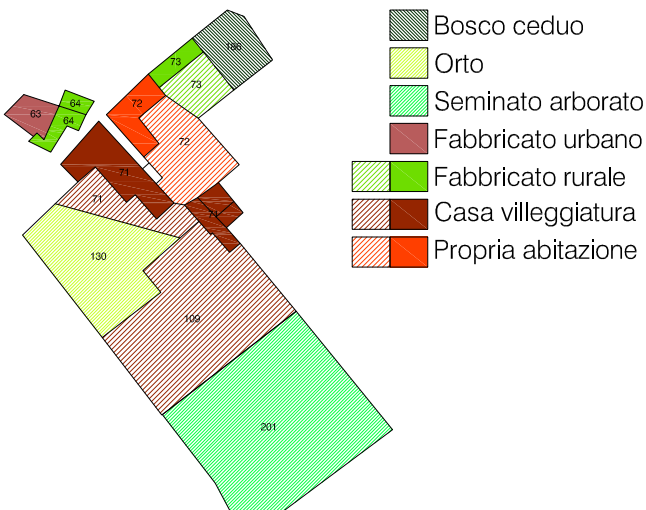 Bosco ceduo
Orto
Seminato arborato
Fabbricato urbano
Fabbricato rurale
Casa villeggiatura
Propria abitazione
186
73
73
64
72
63
64
72
71
71
71
130
109
201